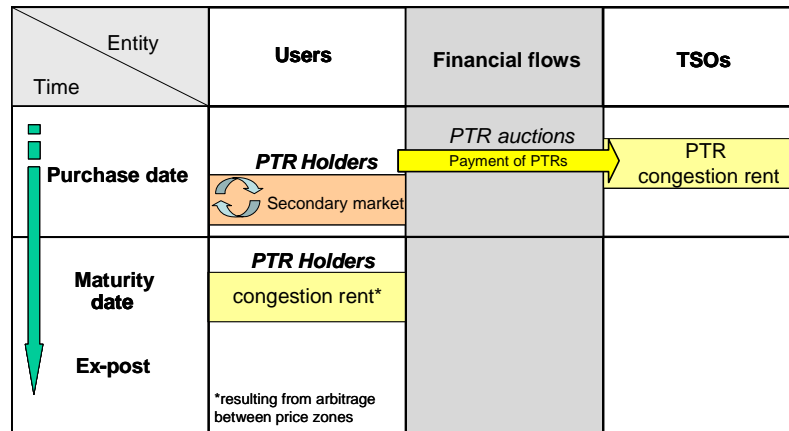 Entity
Time
Users
Financial flows
TSOs
Purchase date
PTR Holders
Secondary market
PTR auctions
Payment of PTRs
PTR
congestion rent
Maturity
date
Ex-post
PTR Holders
congestion rent*
*resulting from arbitrage
between price zones